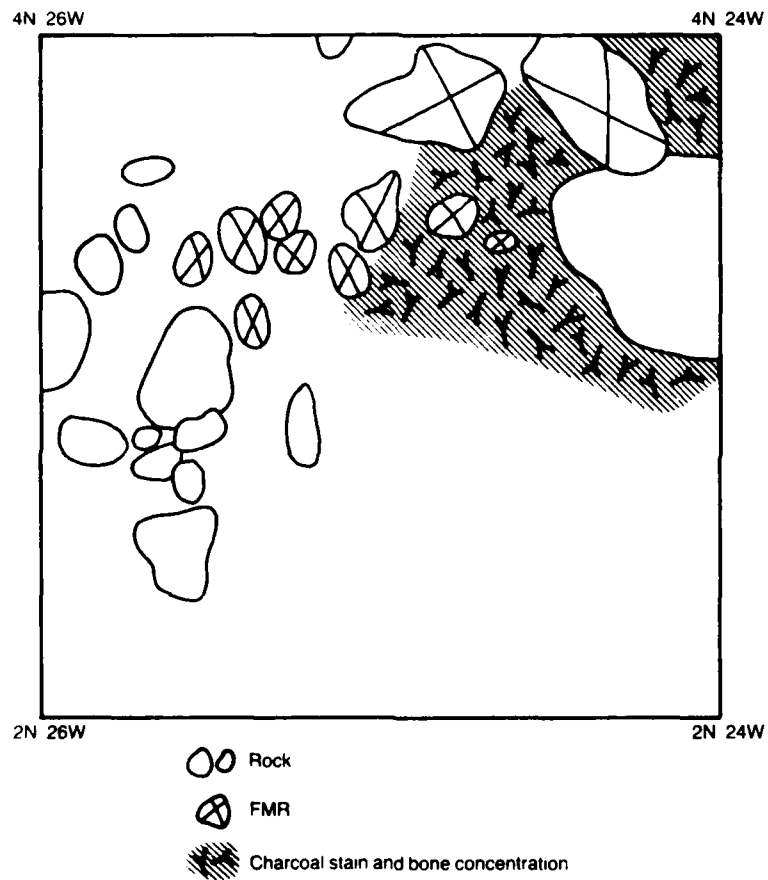 4N 26W 4N 24W
2N 26W 2N 24W
Rock
FMR
Charcoal stain and bone concentration